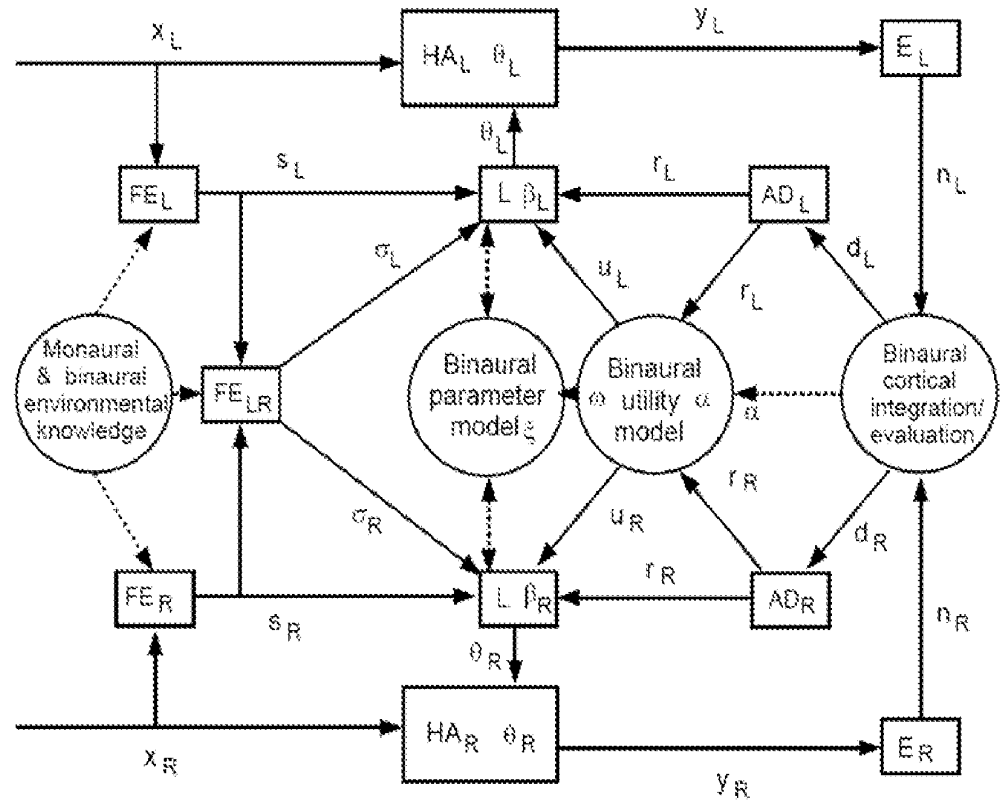 x_L
HA_L θ_L
y_L
E_L
θ_L
FE_L
s_L
L β_L
r_L
AD_L
n_L
σ_L
u_L
r_L
d_L
Monaural
& binaural
environmental
knowledge
FE_LR
Binaural
parameter
model ξ
Binaural
ω utility α
model
α
Binaural
cortical
integration/
evaluation
σ_R
u_R
r_R
d_R
FE_R
s_R
L β_R
r_R
AD_R
n_R
θ_R
x_R
HA_R θ_R
y_R
E_R